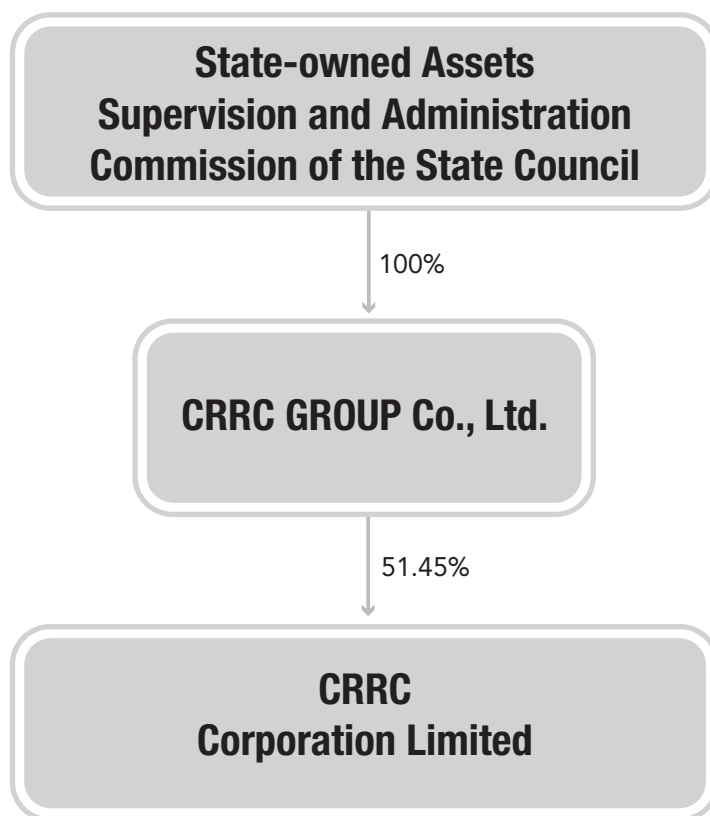 State-owned Assets
Supervision and Administration
Commission of the State Council
100%
CRRC GROUP Co., Ltd.
51.45%
CRRC
Corporation Limited